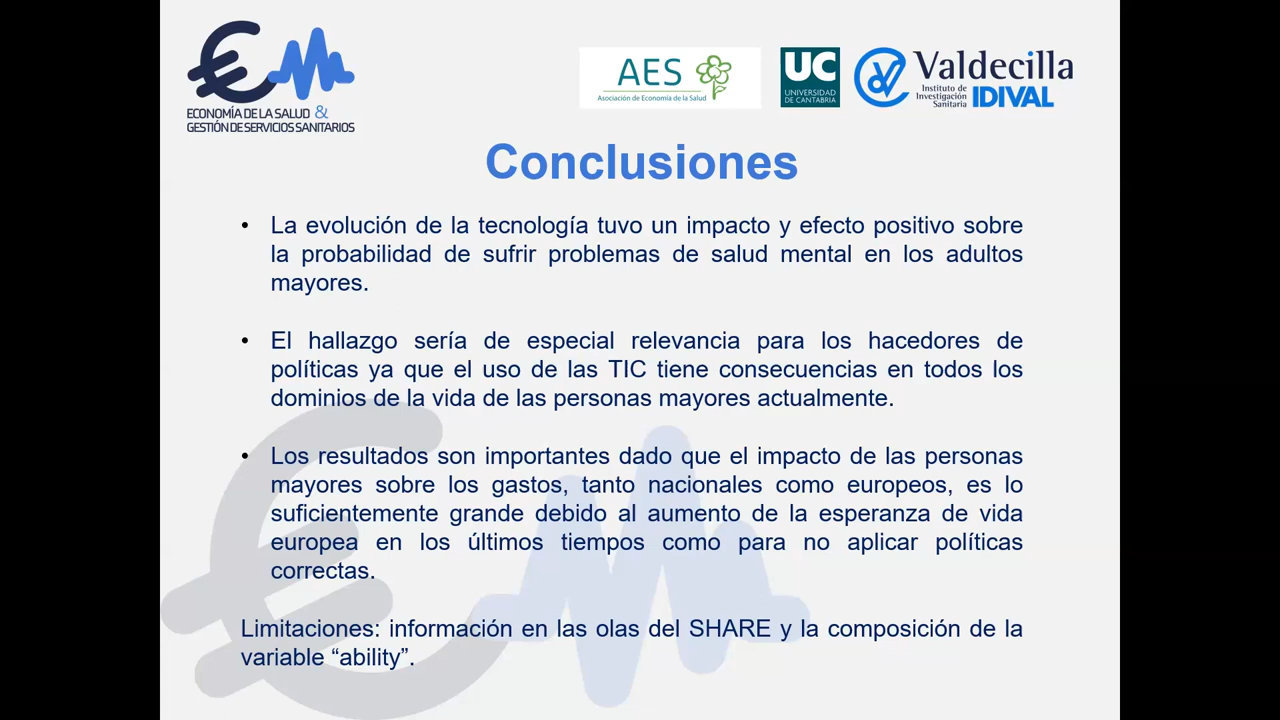 ECONOMÍA DE LA SALUD &
GESTIÓN DE SERVICIOS SANITARIOS
AES
Asociación de Economía de la Salud
UC
UNIVERSIDAD
DE CANTABRIA
Valdecilla
Instituto de
Investigación
Sanitaria
IDIVAL
Conclusiones
• La evolución de la tecnología tuvo un impacto y efecto positivo sobre
la probabilidad de sufrir problemas de salud mental en los adultos
mayores.
• El hallazgo sería de especial relevancia para los hacedores de
políticas ya que el uso de las TIC tiene consecuencias en todos los
dominios de la vida de las personas mayores actualmente.
• Los resultados son importantes dado que el impacto de las personas
mayores sobre los gastos, tanto nacionales como europeos, es lo
suficientemente grande debido al aumento de la esperanza de vida
europea en los últimos tiempos como para no aplicar políticas
correctas.
Limitaciones: información en las olas del SHARE y la composición de la
variable “ability”.